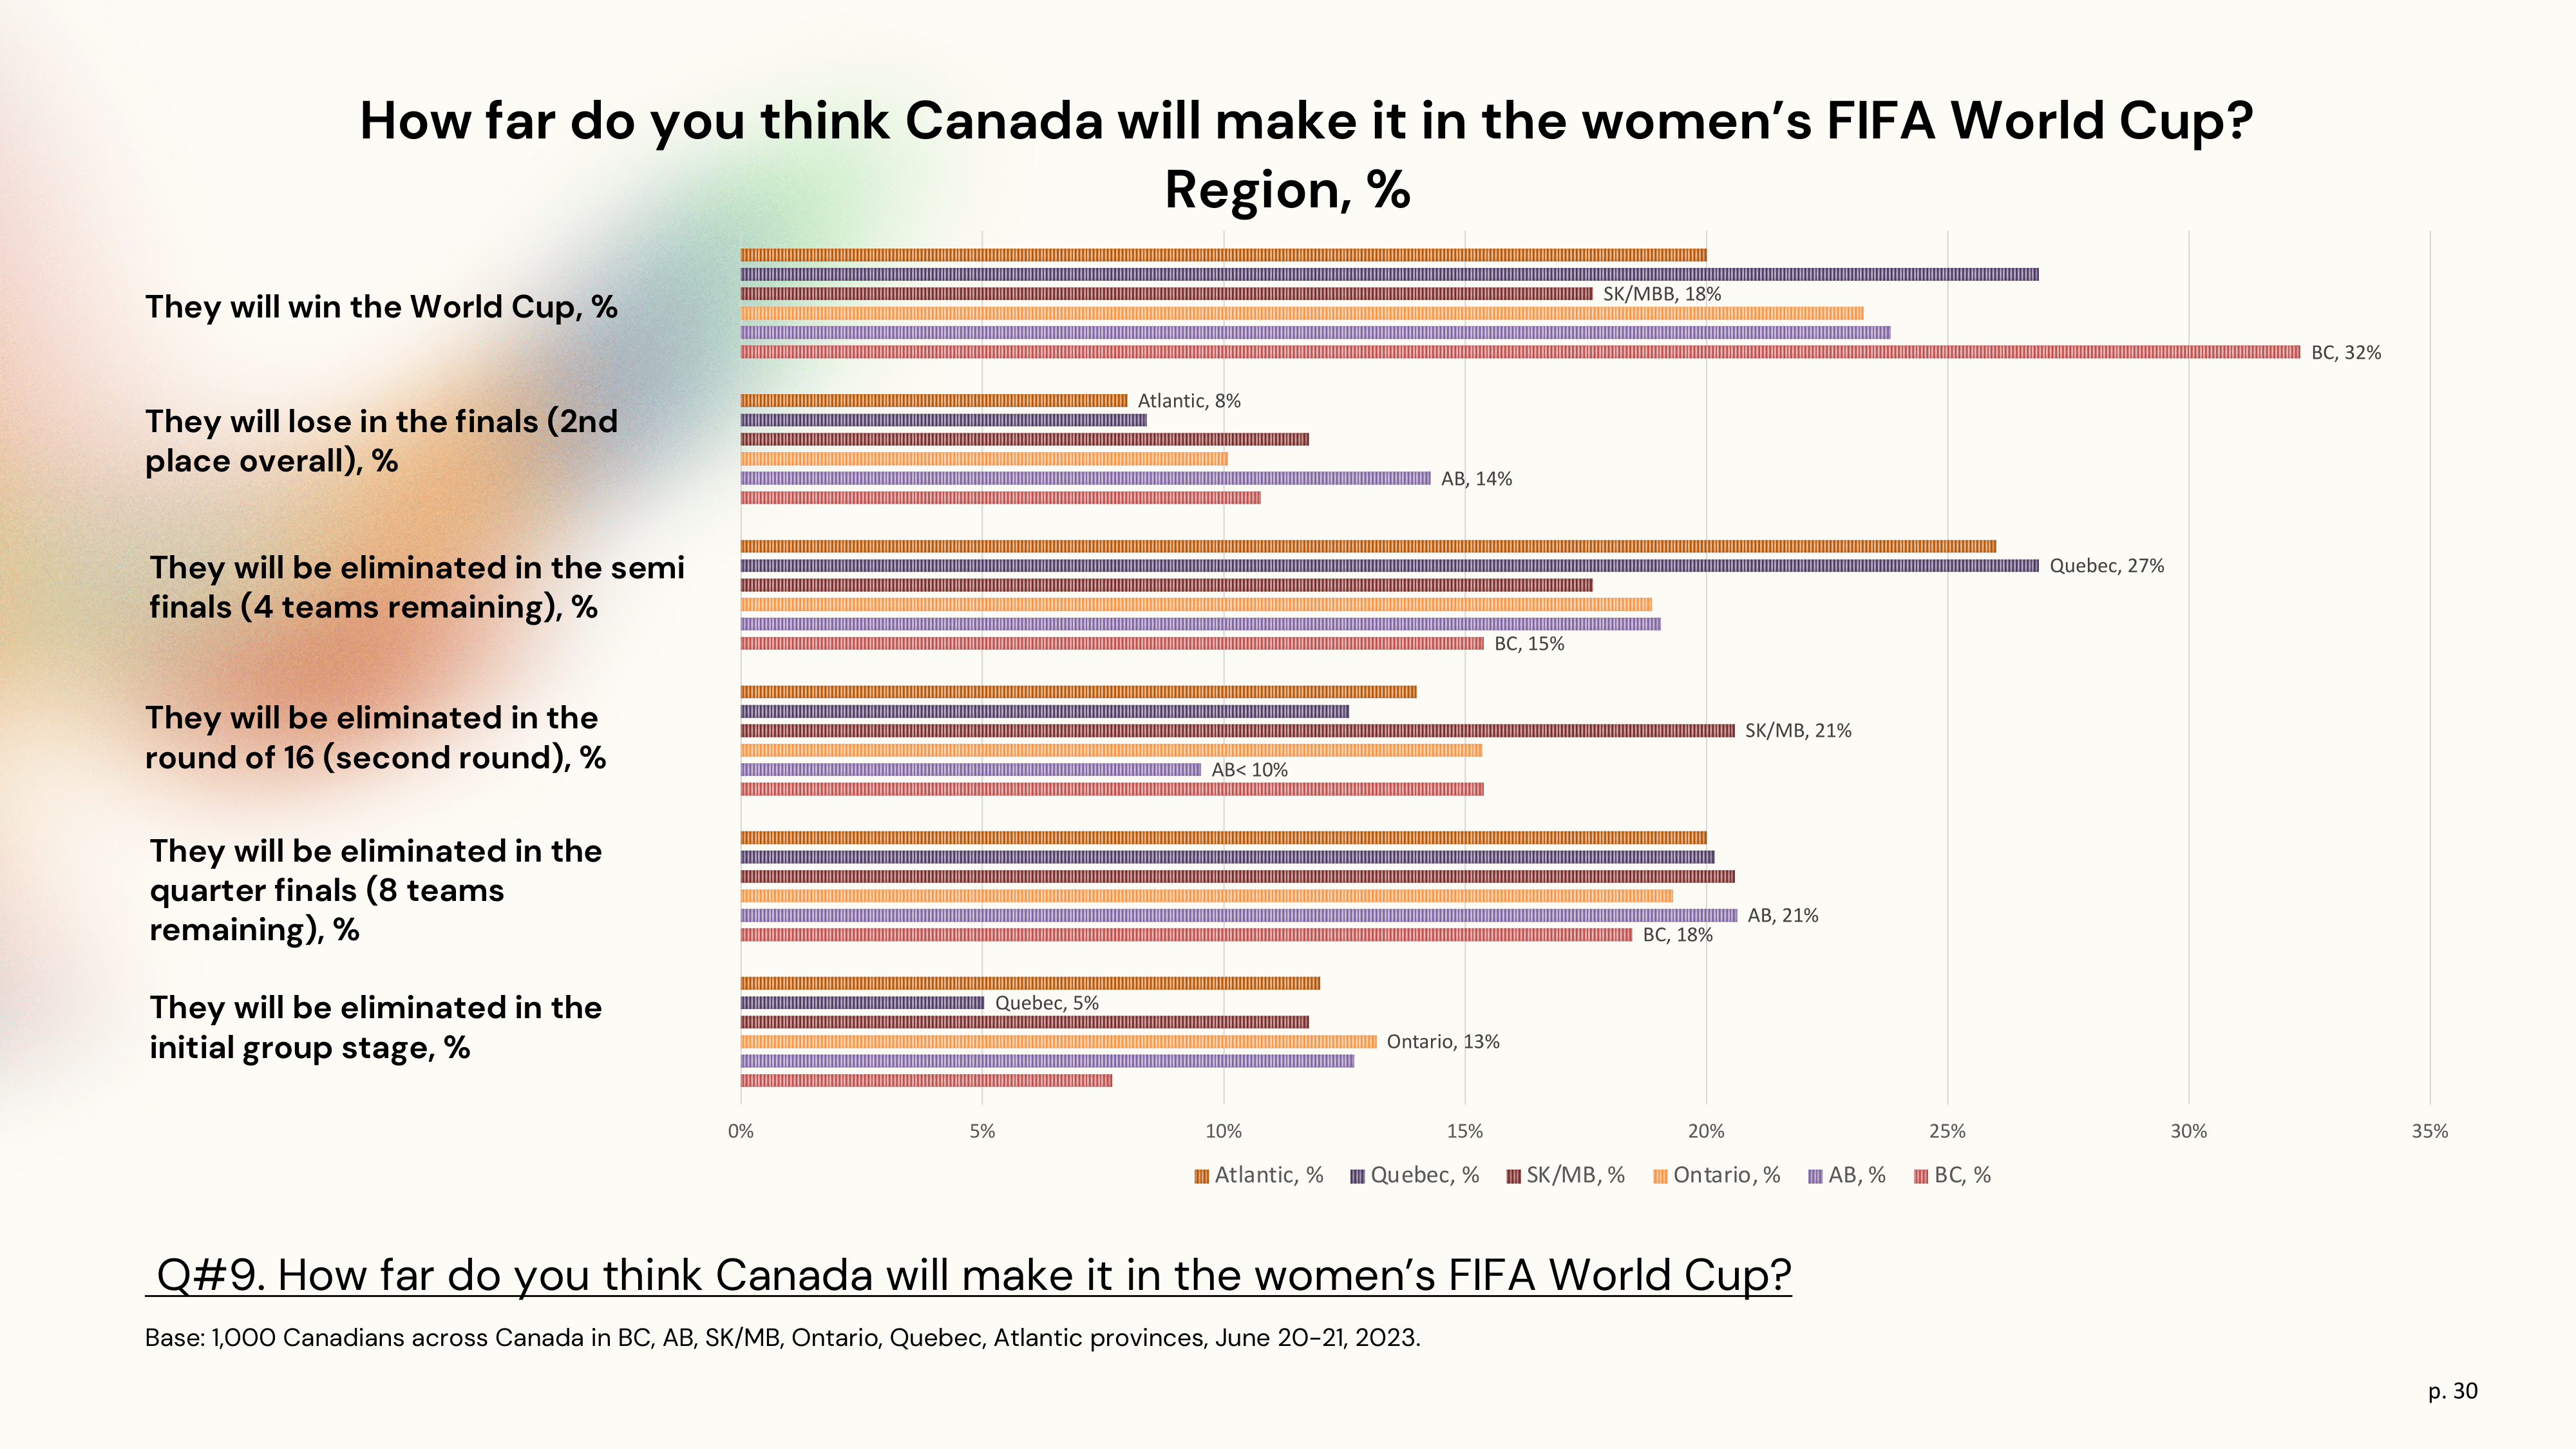 How far do you think Canada will make it in the women’s FIFA World Cup?
Region, %
They will win the World Cup, %
SK/MBB, 18%
BC, 32%
They will lose in the finals (2nd
place overall), %
Atlantic, 8%
AB, 14%
They will be eliminated in the semi
finals (4 teams remaining), %
Quebec, 27%
BC, 15%
They will be eliminated in the
round of 16 (second round), %
SK/MB, 21%
AB< 10%
They will be eliminated in the
quarter finals (8 teams
remaining), %
AB, 21%
BC, 18%
They will be eliminated in the
initial group stage, %
Quebec, 5%
Ontario, 13%
0% 5% 10% 15% 20% 25% 30% 35%
Atlantic, % Quebec, % SK/MB, % Ontario, % AB, % BC, %
Q#9. How far do you think Canada will make it in the women’s FIFA World Cup?
Base: 1,000 Canadians across Canada in BC, AB, SK/MB, Ontario, Quebec, Atlantic provinces, June 20-21, 2023.
p. 30